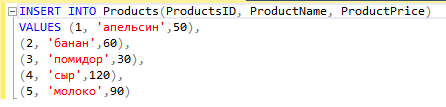 INSERT INTO Products(ProductsID, ProductName, ProductPrice)
VALUES (1, 'апельсин',50),
(2, 'банан',60),
(3, 'помидор',30),
(4, 'сыр',120),
(5, 'молоко',90)